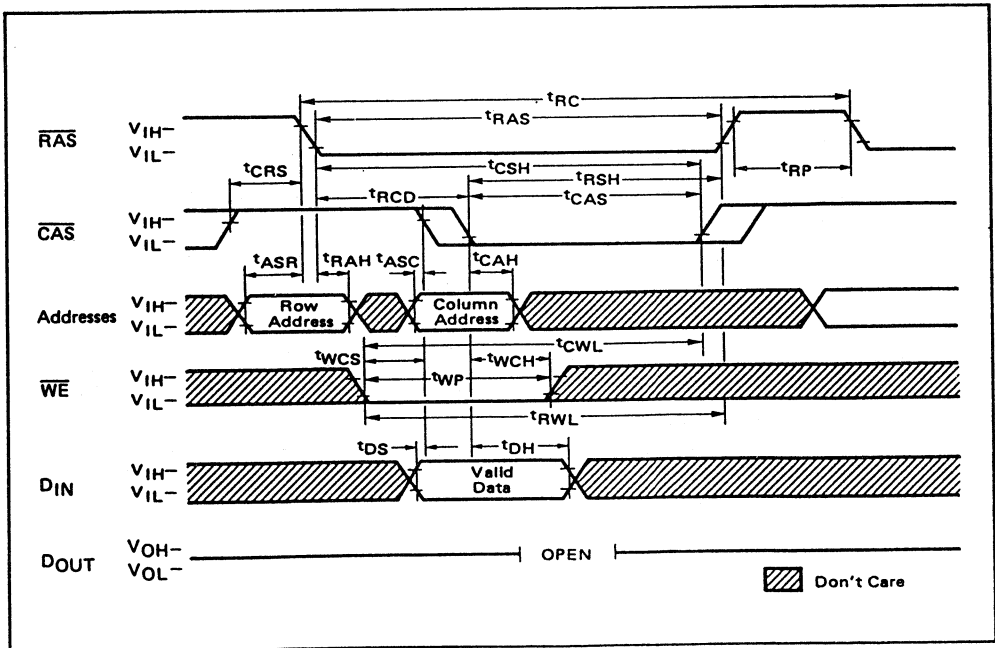 tRC
tRAS
RAS
VIH–
VIL–
tCRS
tCSH
tRSH
tRP
tRCD
tCAS
CAS
VIH–
VIL–
tASR
tRAH
tASC
tCAH
Addresses
VIH–
VIL–
Row
Address
Column
Address
tCWL
tWCS
tWCH
tWP
WE
VIH–
VIL–
tRWL
tDS
tDH
DIN
VIH–
VIL–
Valid
Data
DOUT
VOH–
VOL–
OPEN
Don't Care